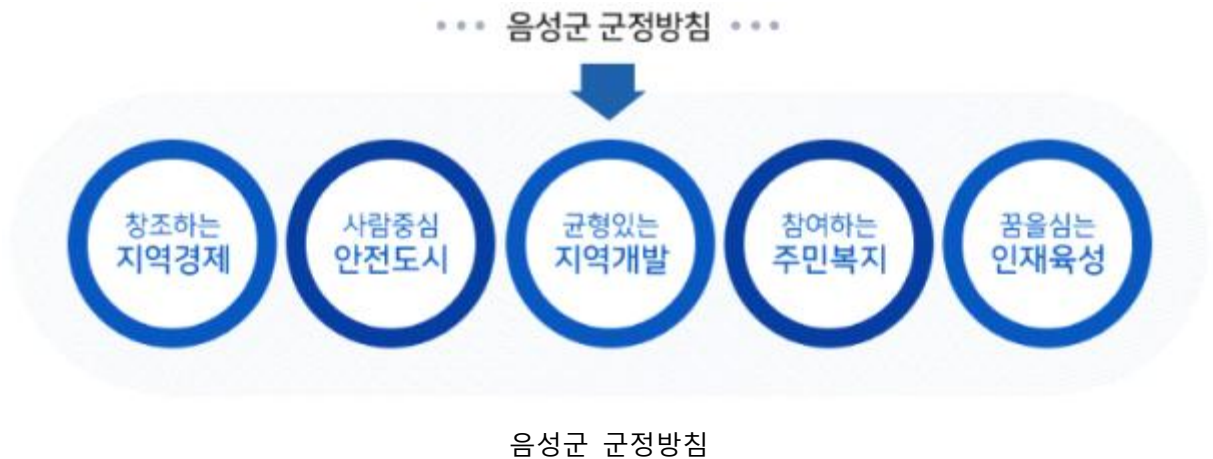 ••• 음성군 군정방침 •••
창조하는
지역경제
사람중심
안전도시
균형있는
지역개발
참여하는
주민복지
꿈을심는
인재육성
음성군 군정방침